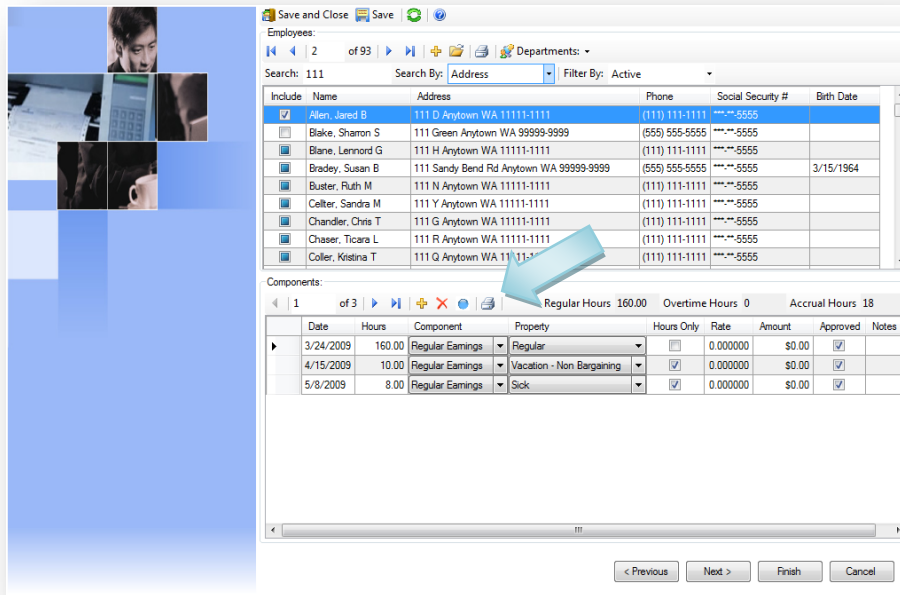 Save and Close Save
Employees:
2 of 93 Departments:
Search: 111 Search By: Address Filter By: Active
Include Name Address Phone Social Security # Birth Date
Allen, Jared B 111 D Anytown WA 11111-1111 (111) 111-1111 ***-**-5555
Blake, Sharron S 111 Green Anytown WA 99999-9999 (555) 555-5555 ***-**-5555
Blane, Lennord G 111 H Anytown WA 11111-1111 (111) 111-1111 ***-**-5555
Bradey, Susan B 111 Sandy Bend Rd Anytown WA 99999-9999 (555) 555-5555 ***-**-5555 3/15/1964
Buster, Ruth M 111 N Anytown WA 11111-1111 (111) 111-1111 ***-**-5555
Cellter, Sandra M 111 Y Anytown WA 11111-1111 (111) 111-1111 ***-**-5555
Chandler, Chris T 111 G Anytown WA 11111-1111 (111) 111-1111 ***-**-5555
Chaser, Ticara L 111 R Anytown WA 11111-1111 (111) 111-1111 ***-**-5555
Coller, Kristina T 111 Q Anytown WA (111) 111-1111 ***-**-5555
Components:
1 of 3 Regular Hours 160.00 Overtime Hours 0 Accrual Hours 18
Date Hours Component Property Hours Only Rate Amount Approved Notes
3/24/2009 160.00 Regular Earnings Regular 0.000000 $0.00
4/15/2009 10.00 Regular Earnings Vacation - Non Bargaining 0.000000 $0.00
5/8/2009 8.00 Regular Earnings Sick 0.000000 $0.00
< Previous Next > Finish Cancel